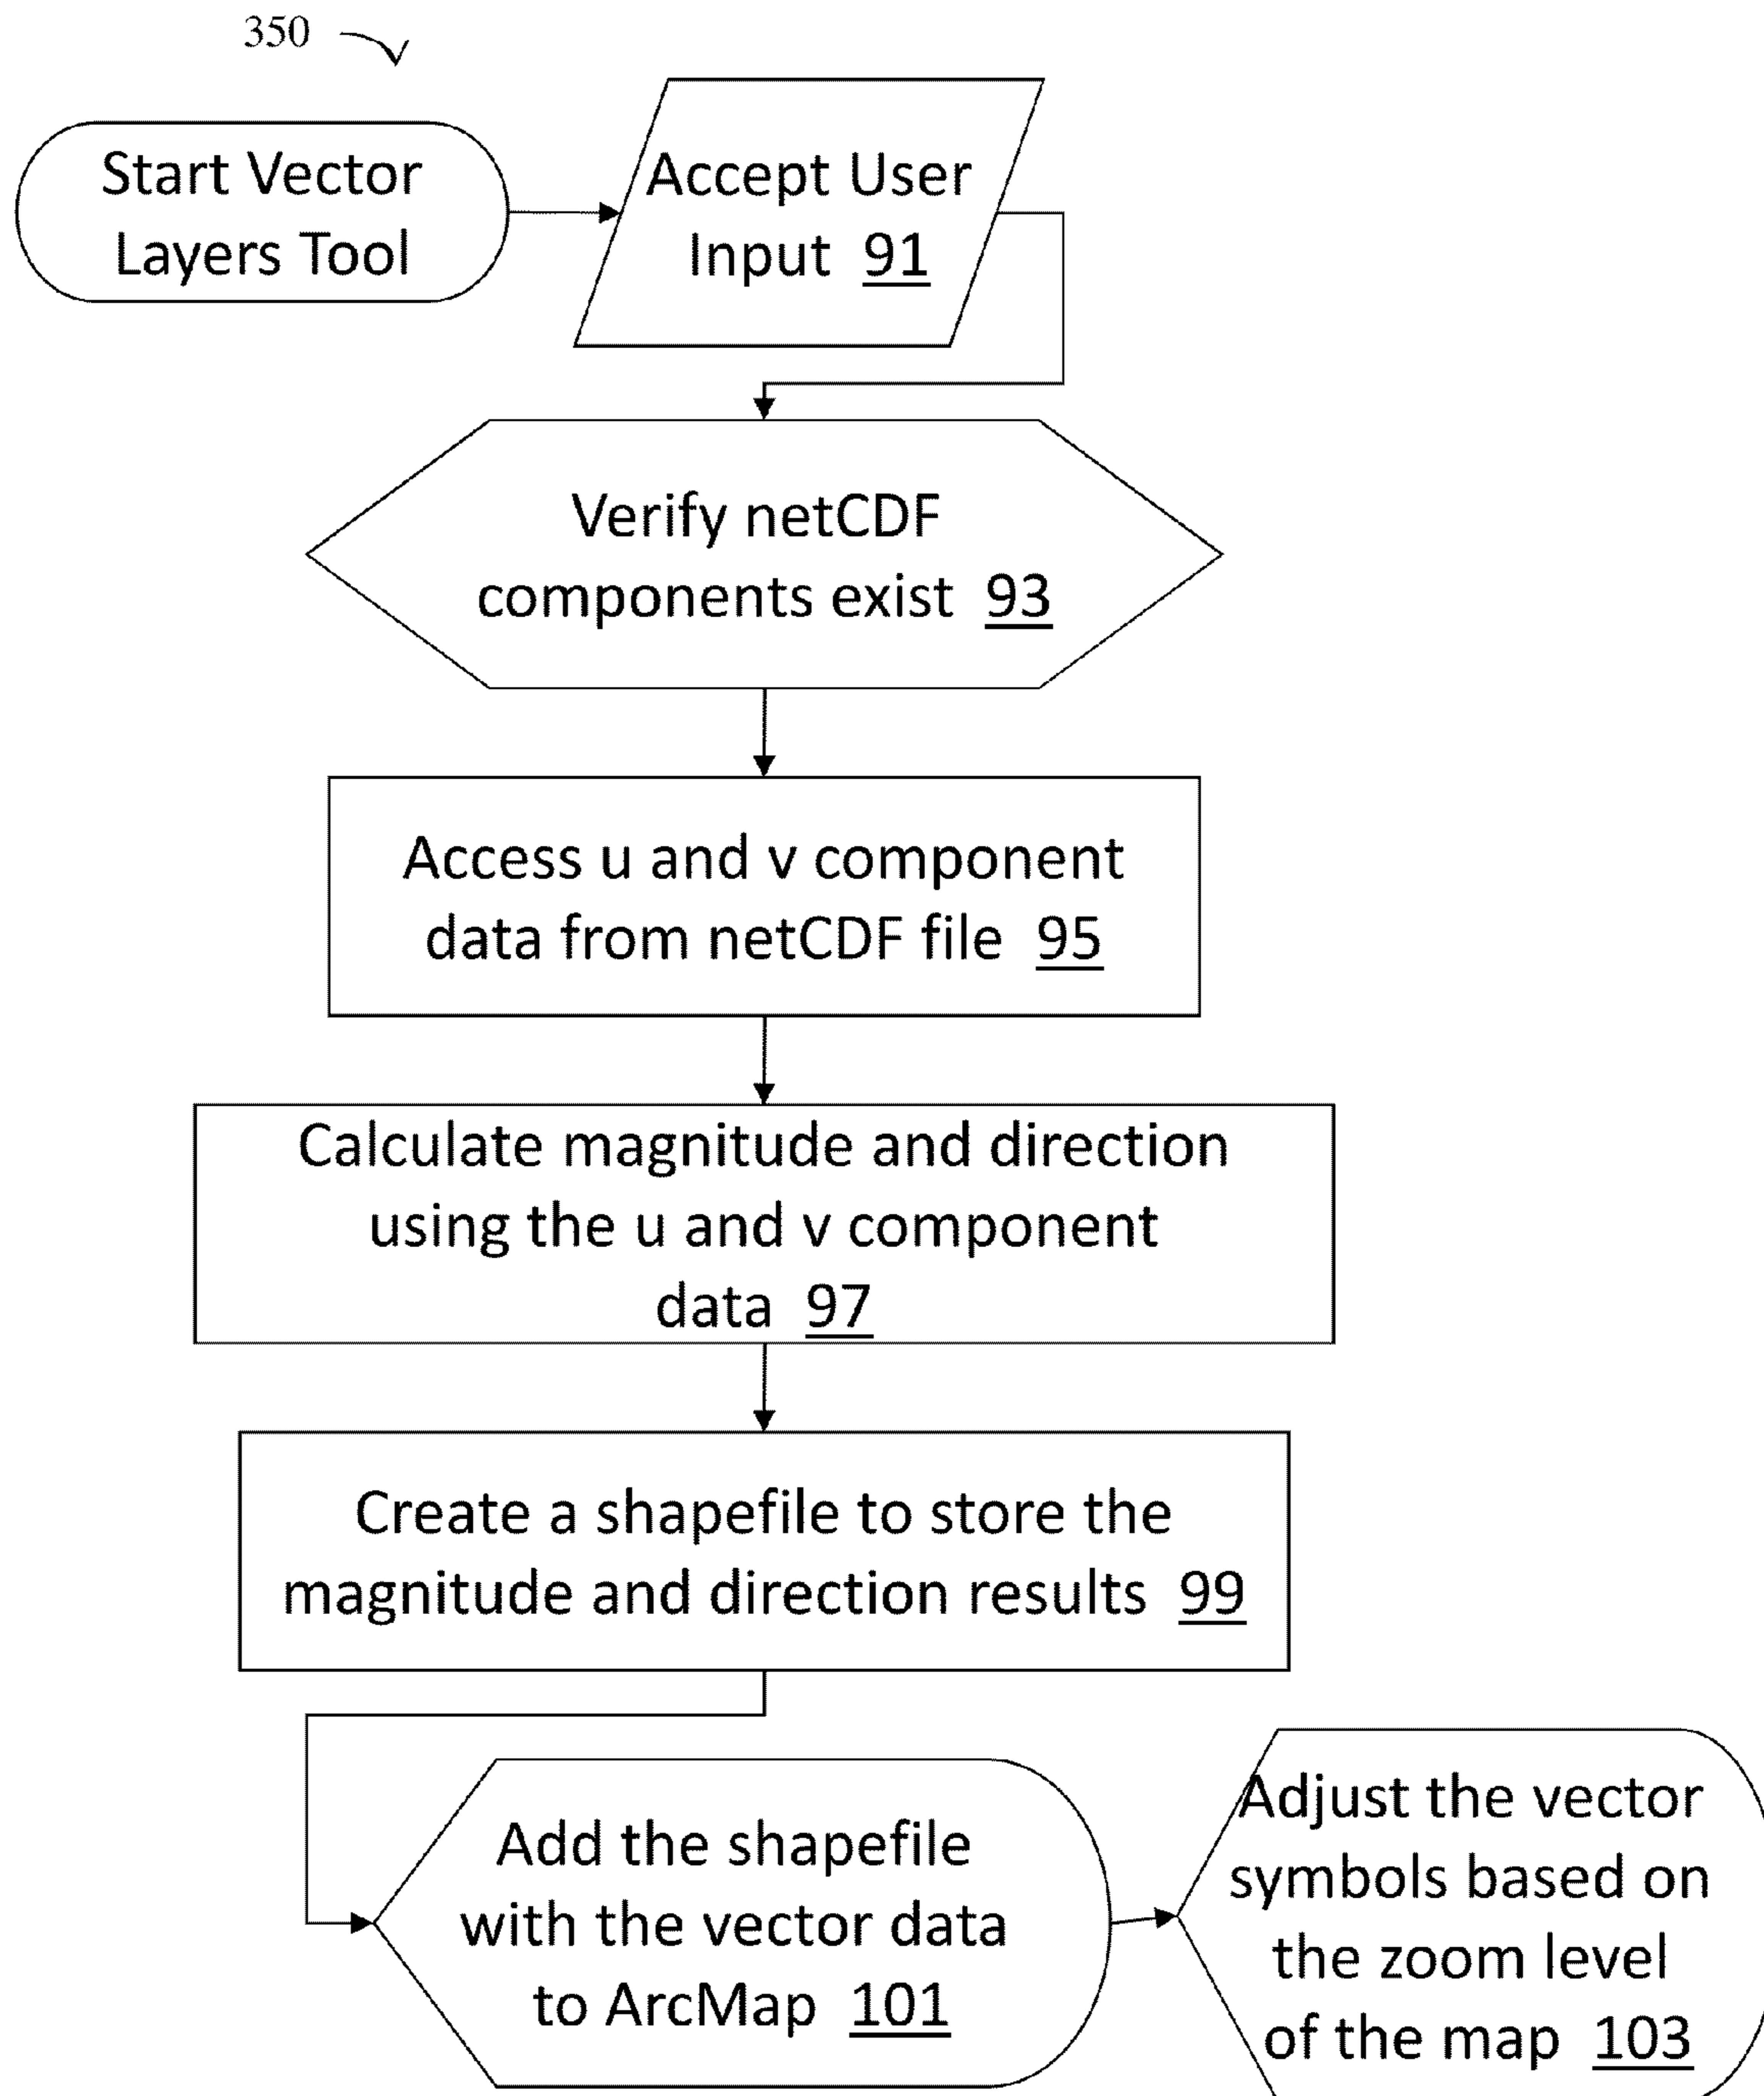 350
Start Vector
Layers Tool
Accept User
Input 91
Verify netCDF
components exist 93
Access u and v component
data from netCDF file 95
Calculate magnitude and direction
using the u and v component
data 97
Create a shapefile to store the
magnitude and direction results 99
Add the shapefile
with the vector data
to ArcMap 101
Adjust the vector
symbols based on
the zoom level
of the map 103